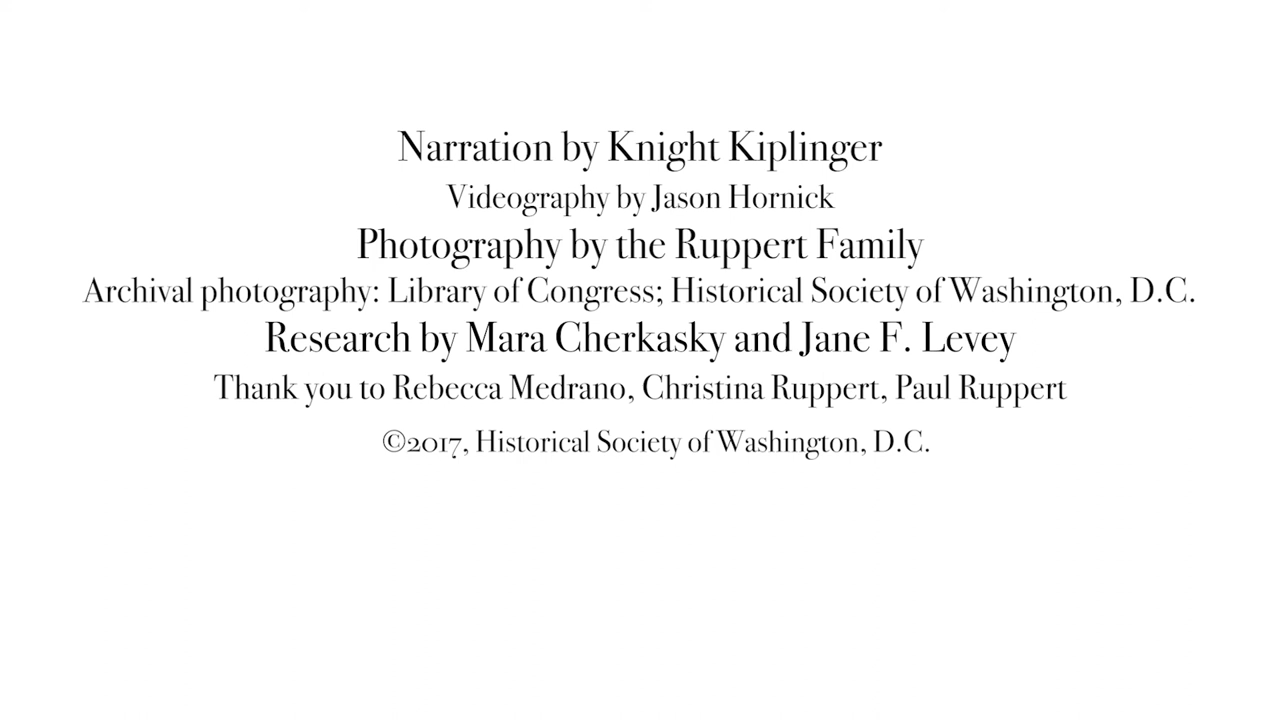 Narration by Knight Kiplinger
Videography by Jason Hornick
Photography by the Ruppert Family
Archival photography: Library of Congress; Historical Society of Washington, D.C.
Research by Mara Cherkasky and Jane F. Levey
Thank you to Rebecca Medrano, Christina Ruppert, Paul Ruppert
©2017, Historical Society of Washington, D.C.